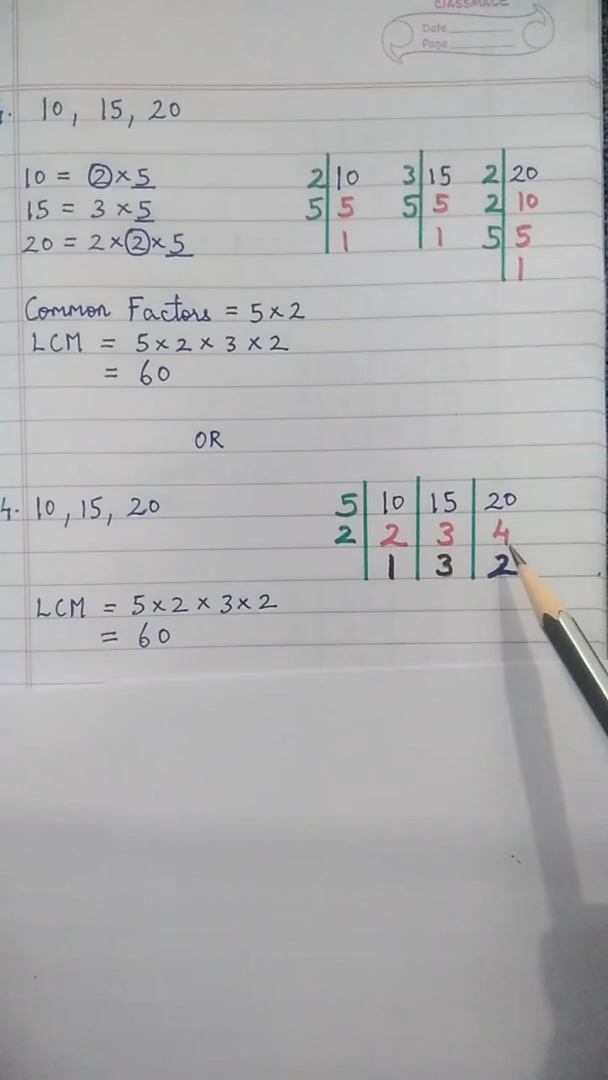 CLASSMATE
Date
Page
10, 15, 20
10 = 2 × 5
15 = 3 × 5
20 = 2 × 2 × 5
2 | 10
5 | 5
1
3 | 15
5 | 5
1
2 | 20
2 | 10
5 | 5
1
Common Factors = 5 × 2
LCM = 5 × 2 × 3 × 2
= 60
OR
4. 10, 15, 20
5 | 10 | 15 | 20
2 | 2 | 3 | 4
1 | 3 | 2
LCM = 5 × 2 × 3 × 2
= 60